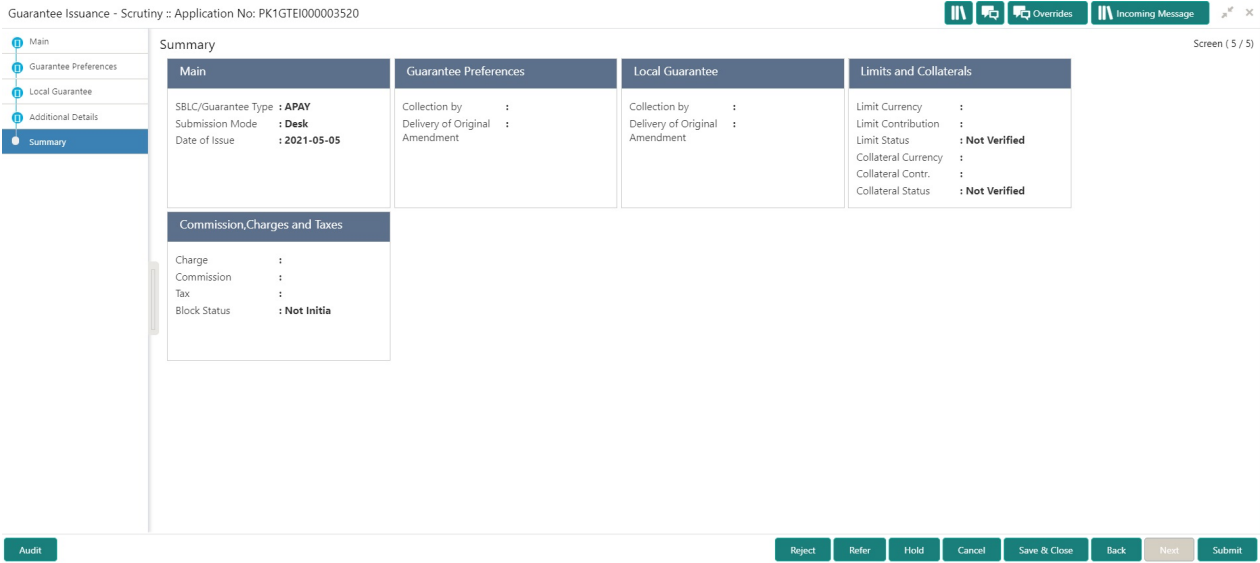 Guarantee Issuance - Scrutiny :: Application No: PK1GTEI000003520
Overrides
Incoming Message
Main
Guarantee Preferences
Local Guarantee
Additional Details
Summary
Summary
Screen ( 5 / 5)
Main
SBLC/Guarantee Type : APAY
Submission Mode : Desk
Date of Issue : 2021-05-05
Guarantee Preferences
Collection by :
Delivery of Original :
Amendment
Local Guarantee
Collection by :
Delivery of Original :
Amendment
Limits and Collaterals
Limit Currency :
Limit Contribution :
Limit Status : Not Verified
Collateral Currency :
Collateral Contr. :
Collateral Status : Not Verified
Commission,Charges and Taxes
Charge :
Commission :
Tax :
Block Status : Not Initia
Audit
Reject
Refer
Hold
Cancel
Save & Close
Back
Next
Submit